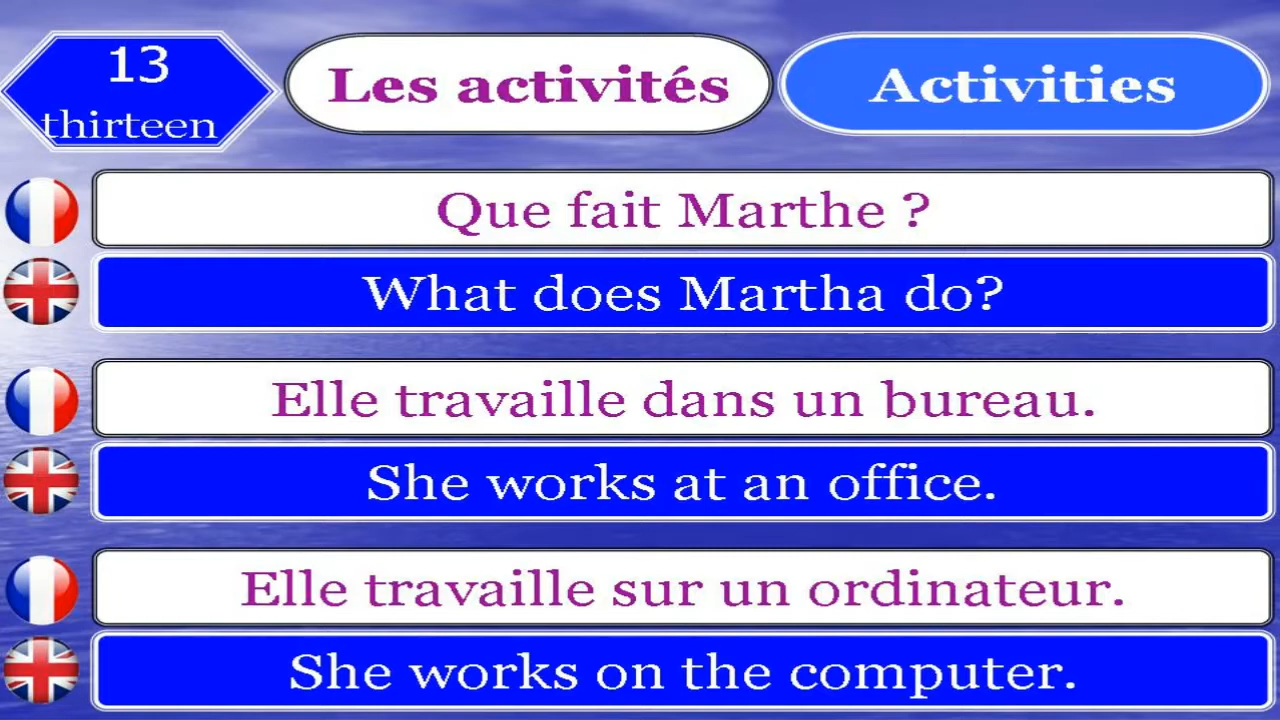 13
thirteen
Les activités
Activities
Que fait Marthe ?
What does Martha do?
Elle travaille dans un bureau.
She works at an office.
Elle travaille sur un ordinateur.
She works on the computer.